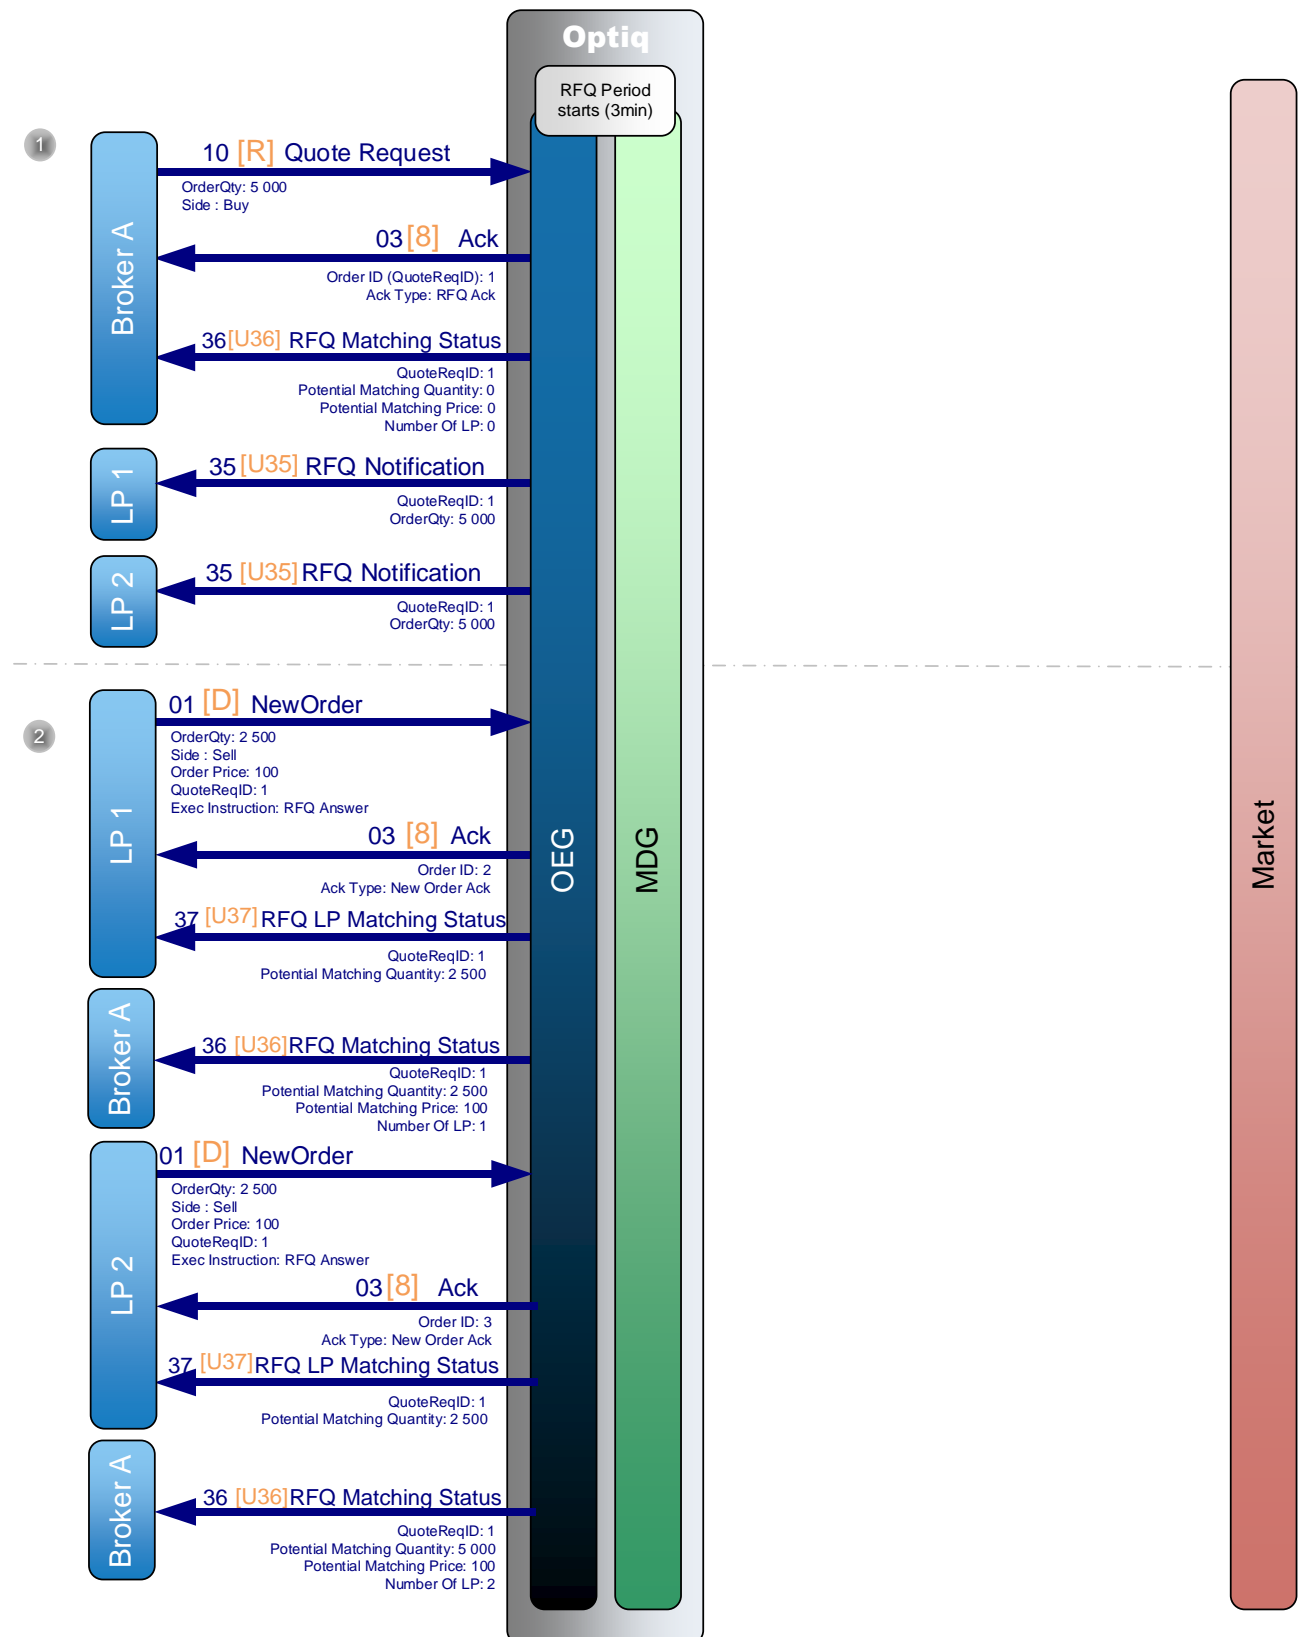 Optiq
RFQ Period
starts (3min)
1
Broker A
10 [R] Quote Request
OrderQty: 5 000
Side : Buy
03 [8] Ack
Order ID (QuoteReqID): 1
Ack Type: RFQ Ack
36 [U36] RFQ Matching Status
QuoteReqID: 1
Potential Matching Quantity: 0
Potential Matching Price: 0
Number Of LP: 0
LP 1
35 [U35] RFQ Notification
QuoteReqID: 1
OrderQty: 5 000
LP 2
35 [U35] RFQ Notification
QuoteReqID: 1
OrderQty: 5 000
2
LP 1
01 [D] NewOrder
OrderQty: 2 500
Side : Sell
Order Price: 100
QuoteReqID: 1
Exec Instruction: RFQ Answer
03 [8] Ack
Order ID: 2
Ack Type: New Order Ack
37 [U37] RFQ LP Matching Status
QuoteReqID: 1
Potential Matching Quantity: 2 500
OEG
MDG
Market
Broker A
36 [U36] RFQ Matching Status
QuoteReqID: 1
Potential Matching Quantity: 2 500
Potential Matching Price: 100
Number Of LP: 1
LP 2
01 [D] NewOrder
OrderQty: 2 500
Side : Sell
Order Price: 100
QuoteReqID: 1
Exec Instruction: RFQ Answer
03 [8] Ack
Order ID: 3
Ack Type: New Order Ack
37 [U37] RFQ LP Matching Status
QuoteReqID: 1
Potential Matching Quantity: 2 500
Broker A
36 [U36] RFQ Matching Status
QuoteReqID: 1
Potential Matching Quantity: 5 000
Potential Matching Price: 100
Number Of LP: 2